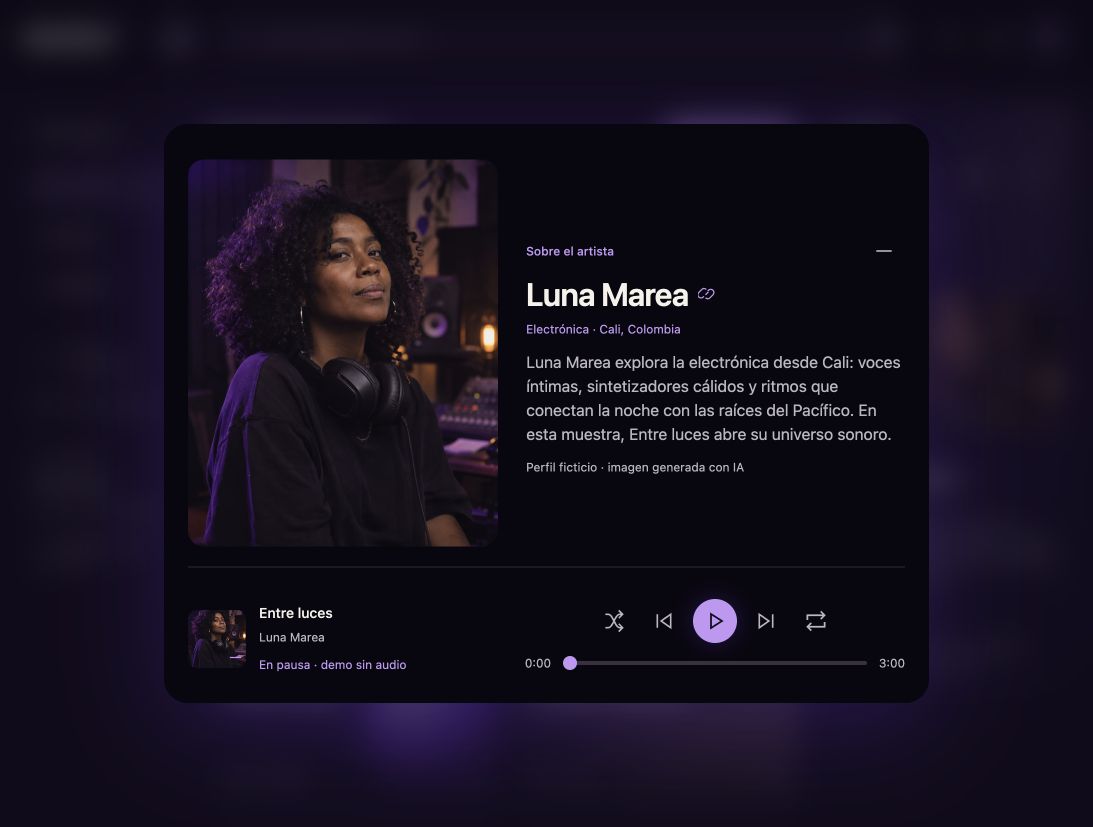 Sobre el artista
Luna Marea
Electrónica · Cali, Colombia
Luna Marea explora la electrónica desde Cali: voces
íntimas, sintetizadores cálidos y ritmos que
conectan la noche con las raíces del Pacífico. En
esta muestra, Entre luces abre su universo sonoro.
Perfil ficticio · imagen generada con IA
Entre luces
Luna Marea
En pausa · demo sin audio
0:00
3:00